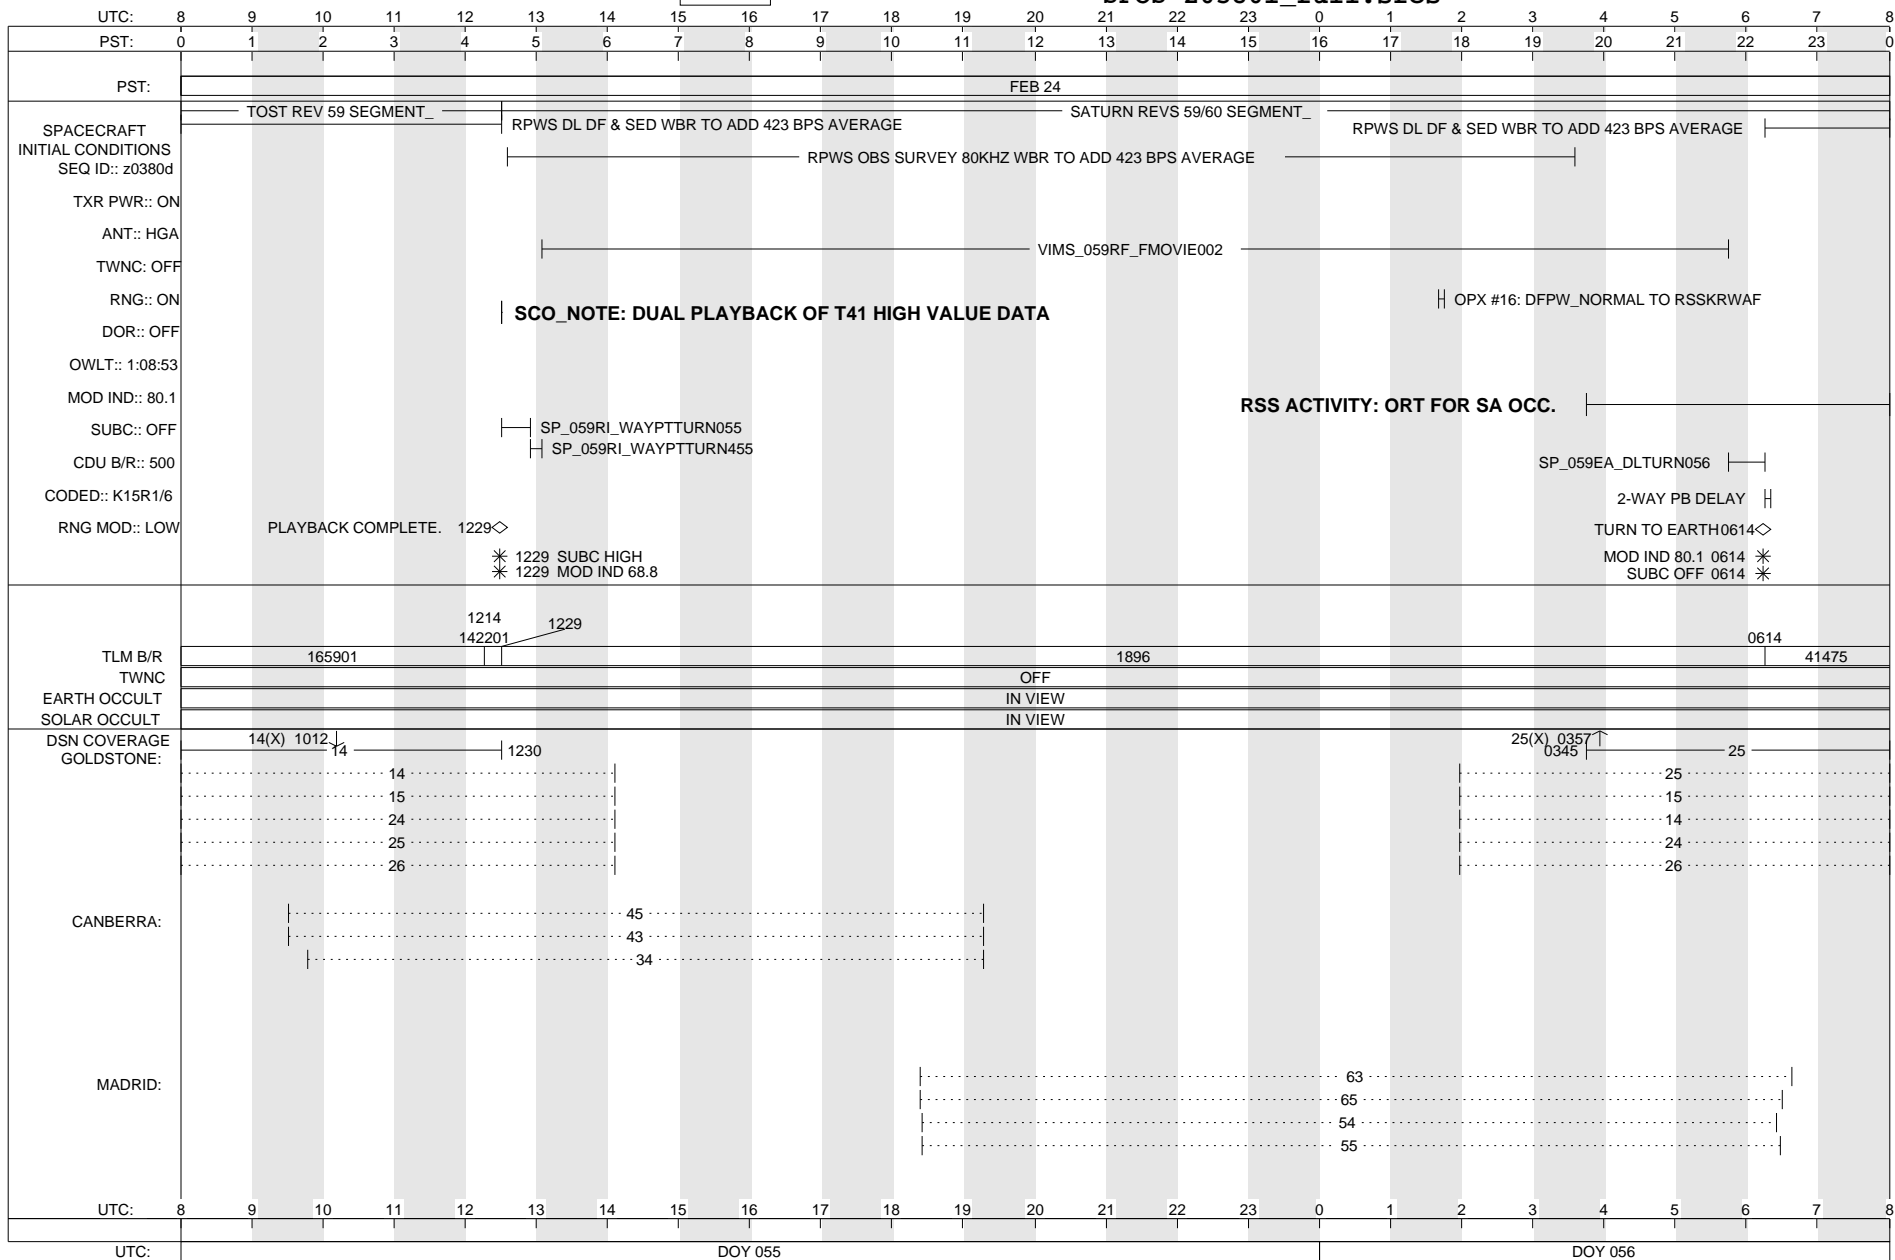 UTC: 8 9 10 11 12 13 14 15 16 17 18 19 20 21 22 23 0 1 2 3 4 5 6 7 8
PST: 0 1 2 3 4 5 6 7 8 9 10 11 12 13 14 15 16 17 18 19 20 21 22 23 0
PST: FEB 24
TOST REV 59 SEGMENT_ SATURN REVS 59/60 SEGMENT_
RPWS DL DF & SED WBR TO ADD 423 BPS AVERAGE RPWS DL DF & SED WBR TO ADD 423 BPS AVERAGE
SPACECRAFT
INITIAL CONDITIONS
RPWS OBS SURVEY 80KHZ WBR TO ADD 423 BPS AVERAGE
SEQ ID:: z0380d
TXR PWR:: ON
ANT:: HGA
VIMS_059RF_FMOVIE002
TWNC: OFF
RNG:: ON
OPX #16: DFPW_NORMAL TO RSSKRWAF
SCO_NOTE: DUAL PLAYBACK OF T41 HIGH VALUE DATA
DOR:: OFF
OWLT:: 1:08:53
MOD IND:: 80.1
RSS ACTIVITY: ORT FOR SA OCC.
SUBC:: OFF
SP_059RI_WAYPTTURN055
SP_059RI_WAYPTTURN455
CDU B/R:: 500
SP_059EA_DLTURN056
CODED:: K15R1/6
2-WAY PB DELAY
RNG MOD:: LOW
PLAYBACK COMPLETE. 1229
TURN TO EARTH 0614
1229 SUBC HIGH
MOD IND 80.1 0614
1229 MOD IND 68.8
SUBC OFF 0614
1214
1229
142201
0614
TLM B/R 165901 1896 41475
TWNC OFF
EARTH OCCULT IN VIEW
SOLAR OCCULT IN VIEW
DSN COVERAGE
14(X) 1012
25(X) 0357
GOLDSTONE:
14 1230
0345 25
14 25
15 15
24 14
25 24
26 26
CANBERRA:
45
43
34
MADRID:
63
65
54
55
UTC: 8 9 10 11 12 13 14 15 16 17 18 19 20 21 22 23 0 1 2 3 4 5 6 7 8
UTC: DOY 055 DOY 056